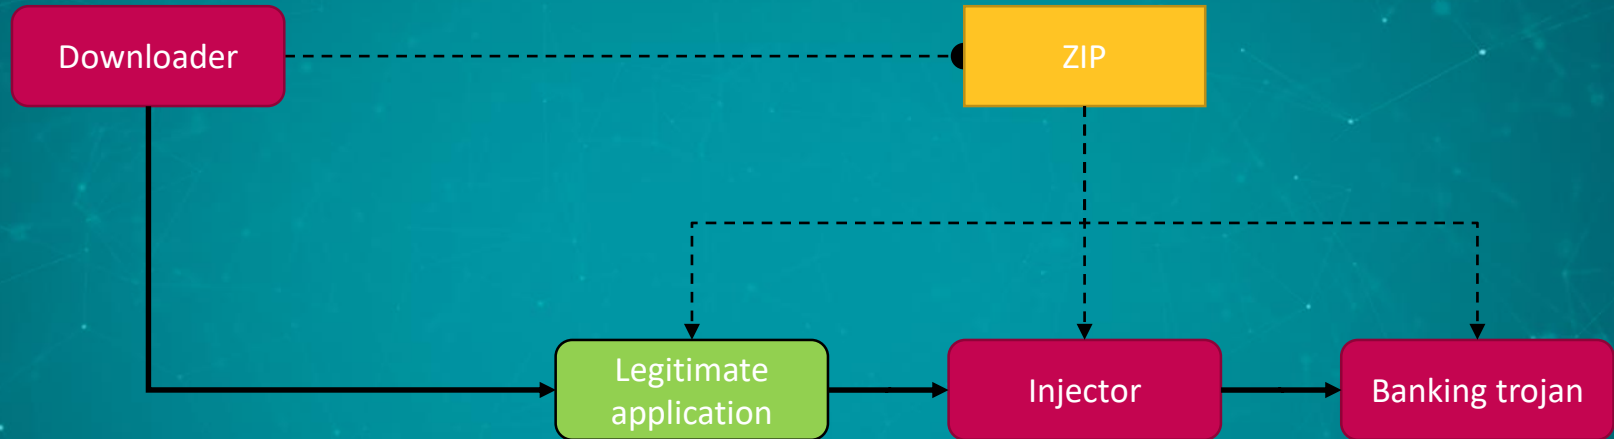 Downloader
ZIP
Legitimate
application
Injector
Banking trojan